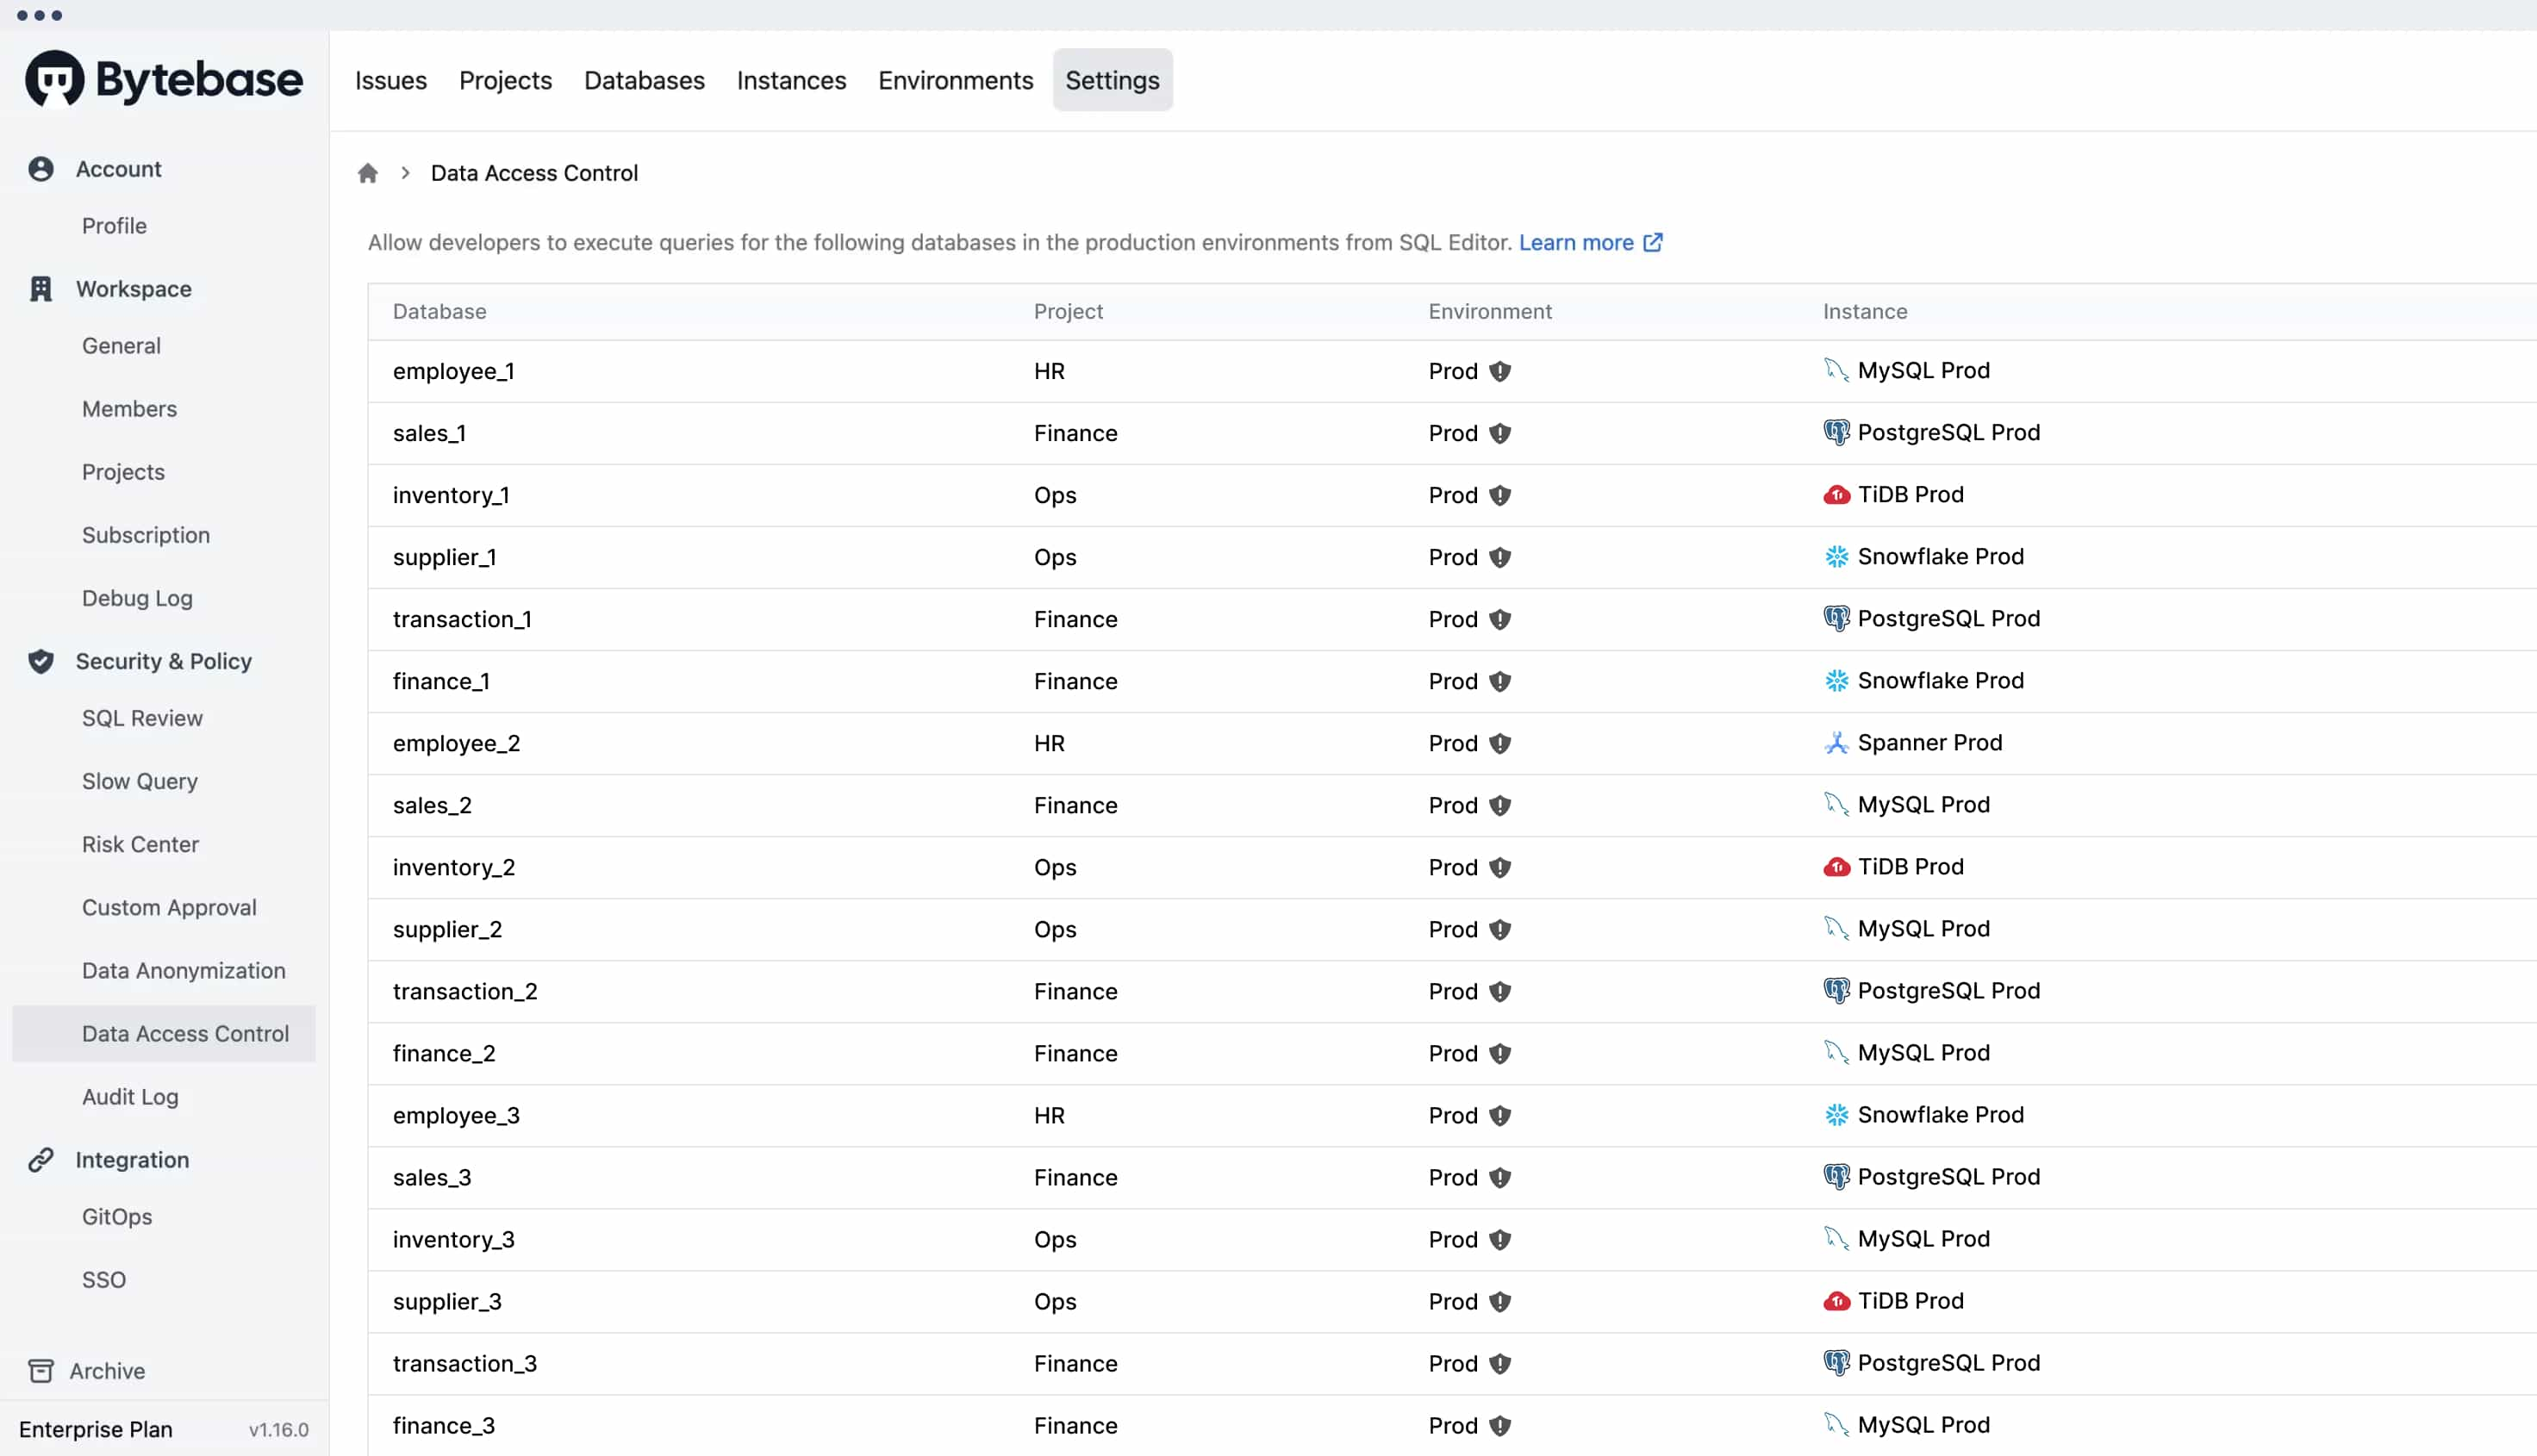 Bytebase
Issues Projects Databases Instances Environments Settings
Account
Profile
Workspace
General
Members
Projects
Subscription
Debug Log
Security & Policy
SQL Review
Slow Query
Risk Center
Custom Approval
Data Anonymization
Data Access Control
Audit Log
Integration
GitOps
SSO
Archive
Enterprise Plan v1.16.0
Data Access Control
Allow developers to execute queries for the following databases in the production environments from SQL Editor. Learn more
Database Project Environment Instance
employee_1 HR Prod MySQL Prod
sales_1 Finance Prod PostgreSQL Prod
inventory_1 Ops Prod TiDB Prod
supplier_1 Ops Prod Snowflake Prod
transaction_1 Finance Prod PostgreSQL Prod
finance_1 Finance Prod Snowflake Prod
employee_2 HR Prod Spanner Prod
sales_2 Finance Prod MySQL Prod
inventory_2 Ops Prod TiDB Prod
supplier_2 Ops Prod MySQL Prod
transaction_2 Finance Prod PostgreSQL Prod
finance_2 Finance Prod MySQL Prod
employee_3 HR Prod Snowflake Prod
sales_3 Finance Prod PostgreSQL Prod
inventory_3 Ops Prod MySQL Prod
supplier_3 Ops Prod TiDB Prod
transaction_3 Finance Prod PostgreSQL Prod
finance_3 Finance Prod MySQL Prod